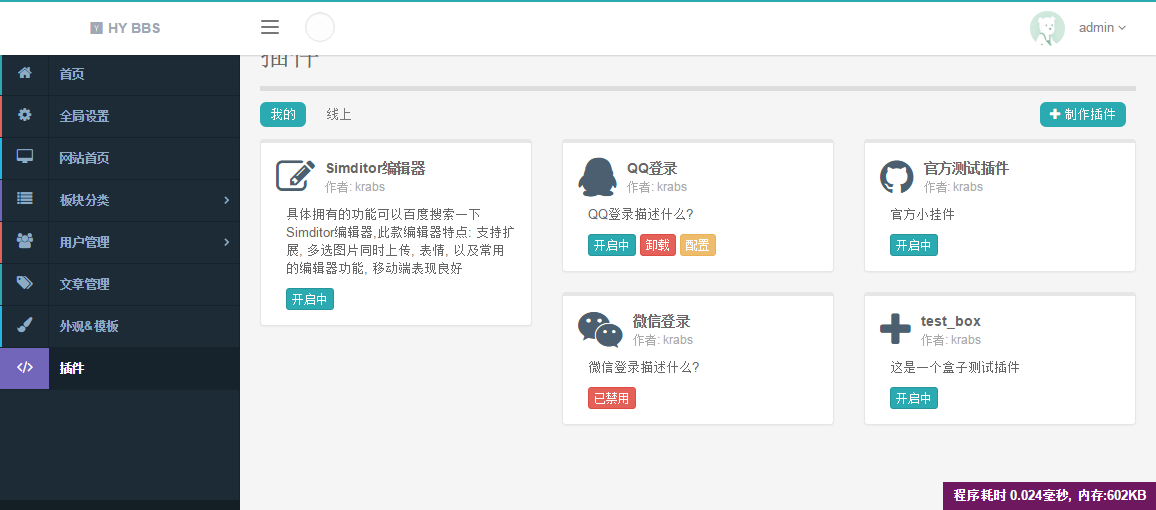 Y HY BBS
admin
首页
全局设置
网站首页
板块分类
用户管理
文章管理
外观&模板
插件
插件
我的
线上
制作插件
Simditor编辑器
作者: krabs
具体拥有的功能可以百度搜索一下
Simditor编辑器,此款编辑器特点: 支持扩
展, 多选图片同时上传, 表情, 以及常用
的编辑器功能, 移动端表现良好
开启中
QQ登录
作者: krabs
QQ登录描述什么?
开启中 卸载 配置
官方测试插件
作者: krabs
官方小挂件
开启中
微信登录
作者: krabs
微信登录描述什么?
已禁用
test_box
作者: krabs
这是一个盒子测试插件
开启中
程序耗时 0.024毫秒, 内存:602KB